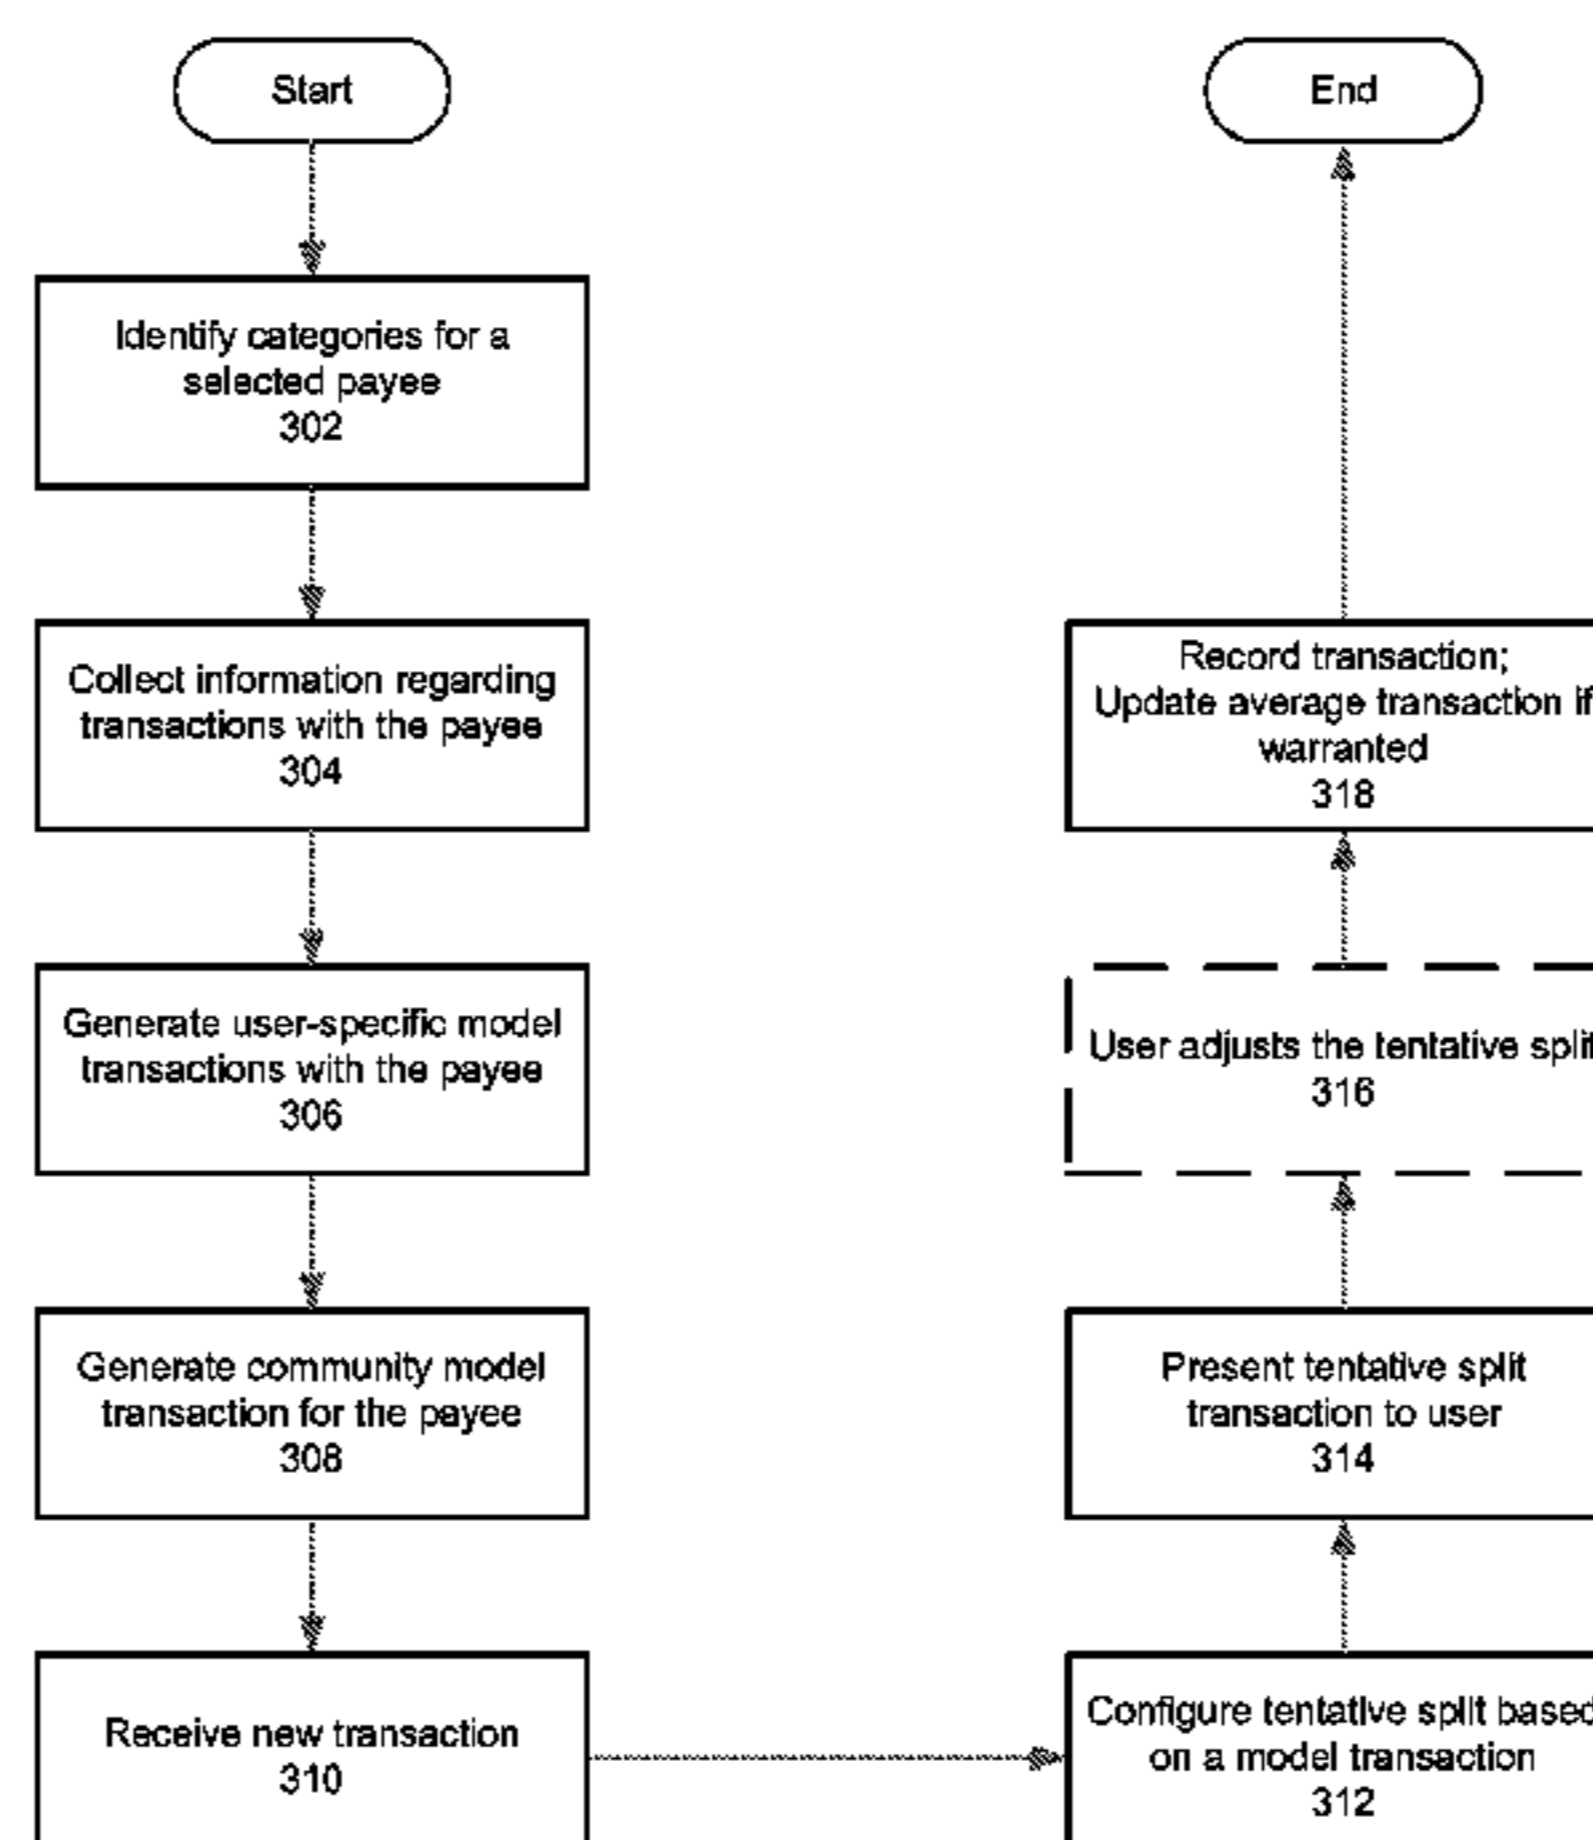 Start
Identify categories for a
selected payee
302
Collect information regarding
transactions with the payee
304
Generate user-specific model
transactions with the payee
306
Generate community model
transaction for the payee
308
Receive new transaction
310
End
Record transaction;
Update average transaction if
warranted
318
User adjusts the tentative split
316
Present tentative split
transaction to user
314
Configure tentative split based
on a model transaction
312